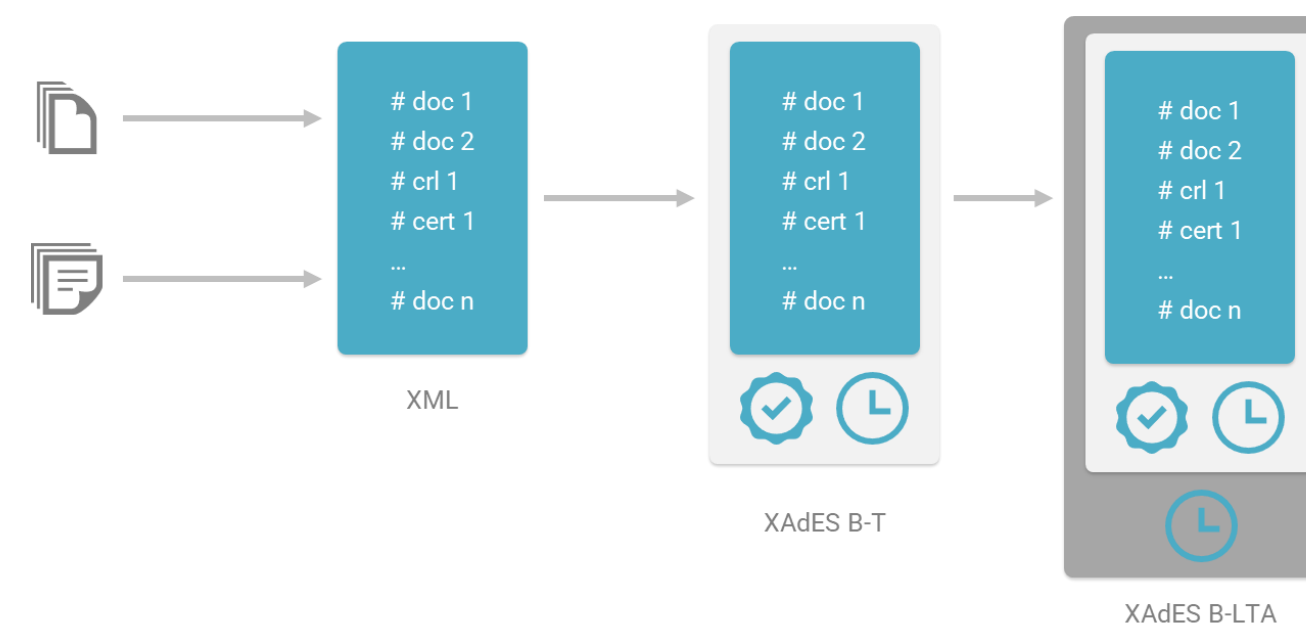 # doc 1
# doc 2
# crl 1
# cert 1
...
# doc n
XML
# doc 1
# doc 2
# crl 1
# cert 1
...
# doc n
XAdES B-T
# doc 1
# doc 2
# crl 1
# cert 1
...
# doc n
XAdES B-LTA